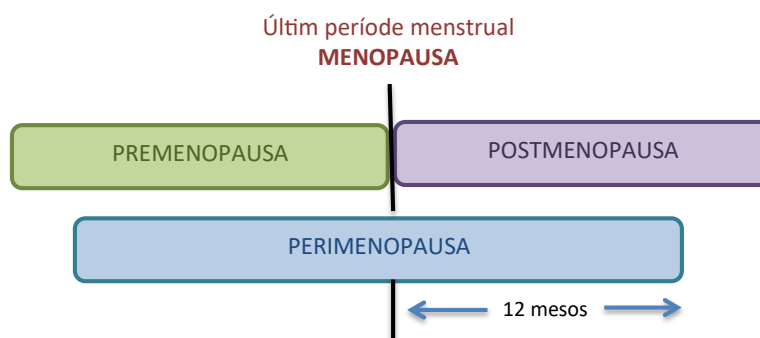 Últim període menstrual
MENOPAUSA
PREMENOPAUSA
POSTMENOPAUSA
PERIMENOPAUSA
12 mesos